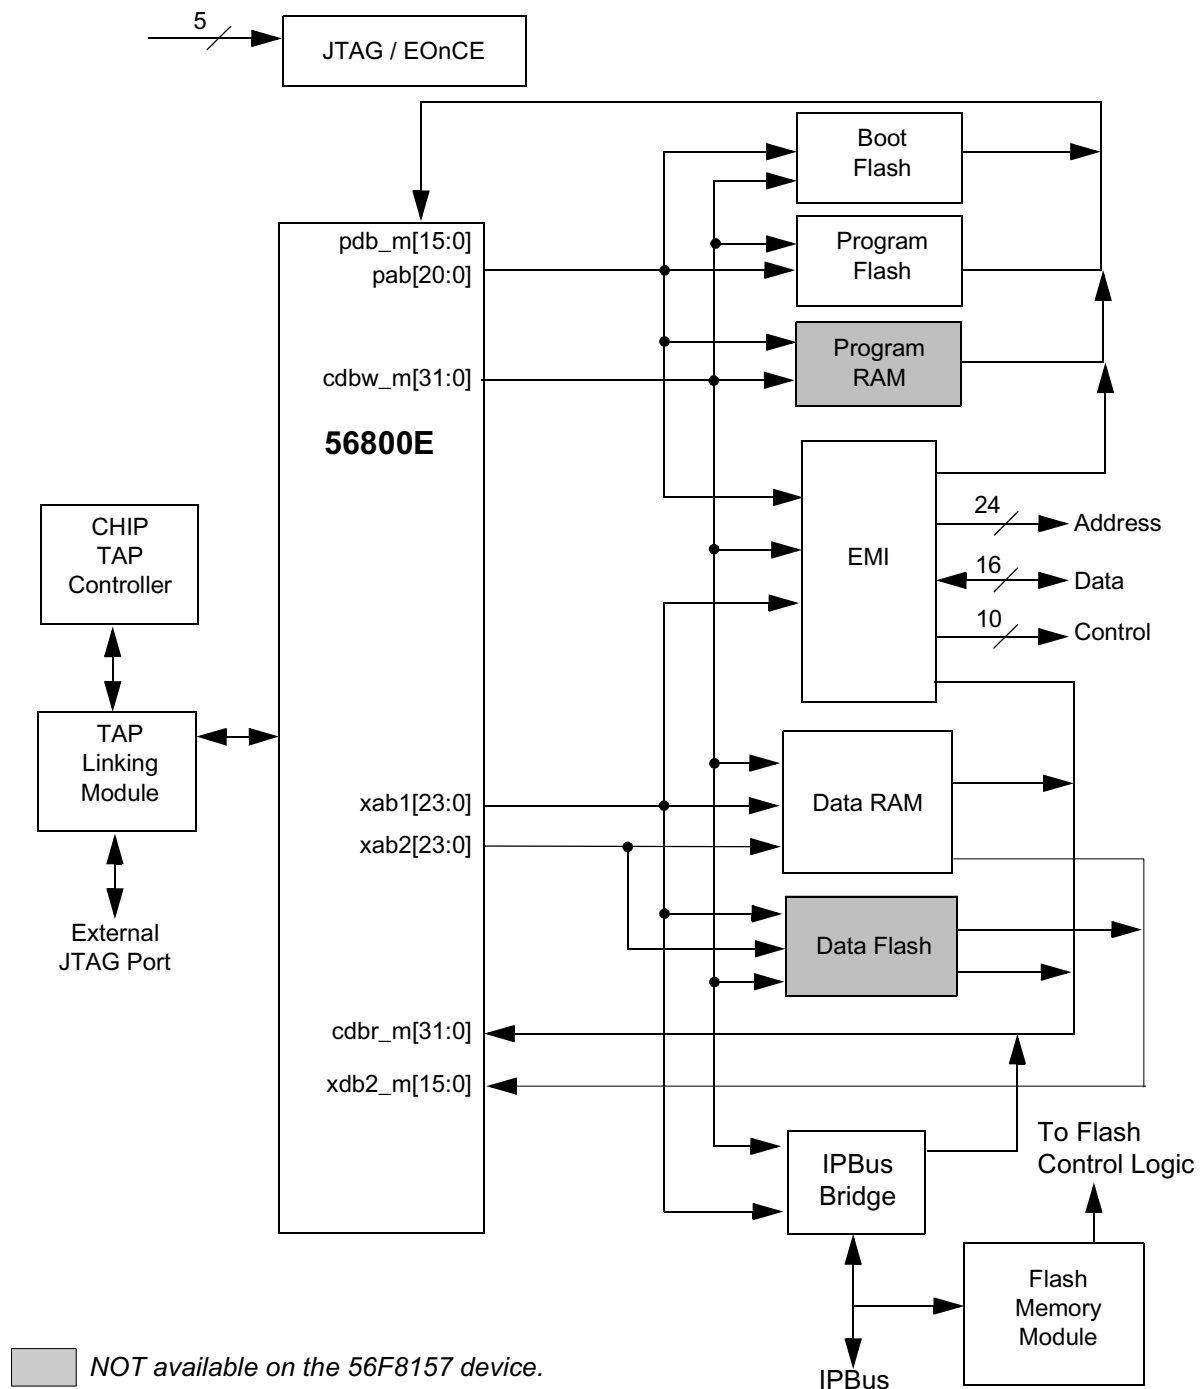 5
JTAG / EOnCE
Boot
Flash
pdb_m[15:0]
pab[20:0]
Program
Flash
cdbw_m[31:0]
Program
RAM
56800E
CHIP
TAP
Controller
EMI
24
Address
16
Data
10
Control
TAP
Linking
Module
xab1[23:0]
xab2[23:0]
Data RAM
External
JTAG Port
Data Flash
cdbr_m[31:0]
xdb2_m[15:0]
To Flash
Control Logic
IPBus
Bridge
Flash
Memory
Module
NOT available on the 56F8157 device.
IPBus